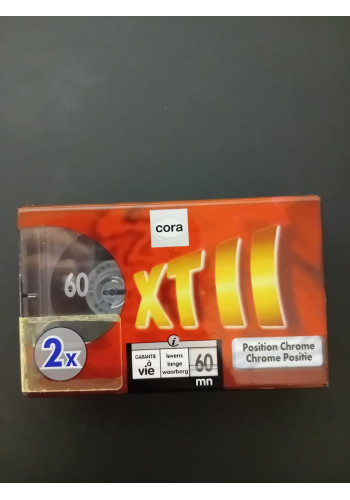 cora
60
XT II
2x
i
GARANTIE
à
vie
levens
lange
waarborg
60
mn
Position Chrome
Chrome Positie